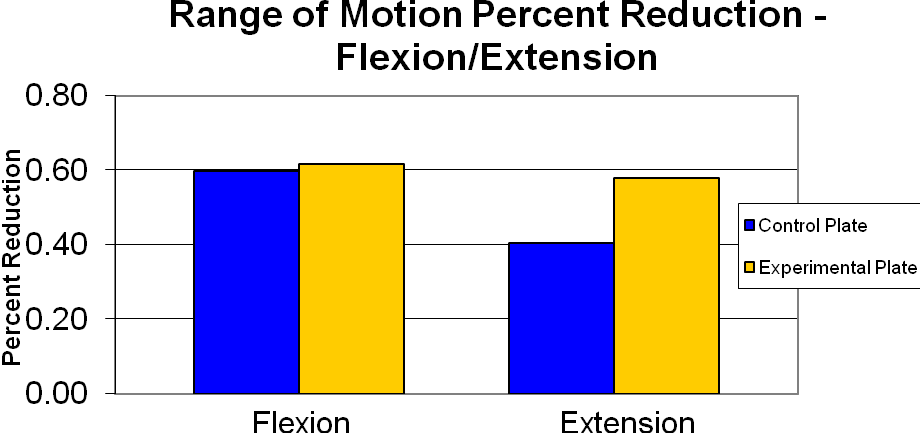 Range of Motion Percent Reduction -
Flexion/Extension
Percent Reduction
0.80
0.60
0.40
0.20
0.00
Flexion
Extension
Control Plate
Experimental Plate